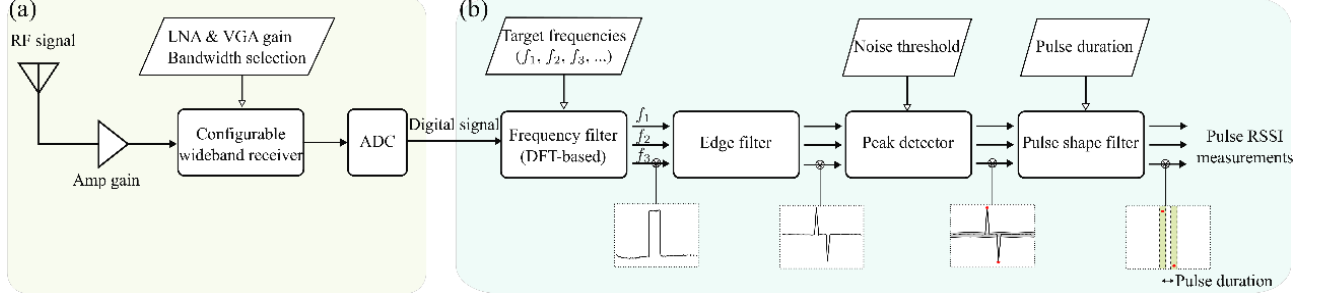 (a)
RF signal
LNA & VGA gain
Bandwidth selection
Amp gain
Configurable
wideband receiver
ADC
Digital signal
(b)
Target frequencies
(f₁, f₂, f₃, ...)
Frequency filter
(DFT-based)
f₁
f₂
f₃
Edge filter
Noise threshold
Peak detector
Pulse duration
Pulse shape filter
Pulse RSSI
measurements
↔Pulse duration